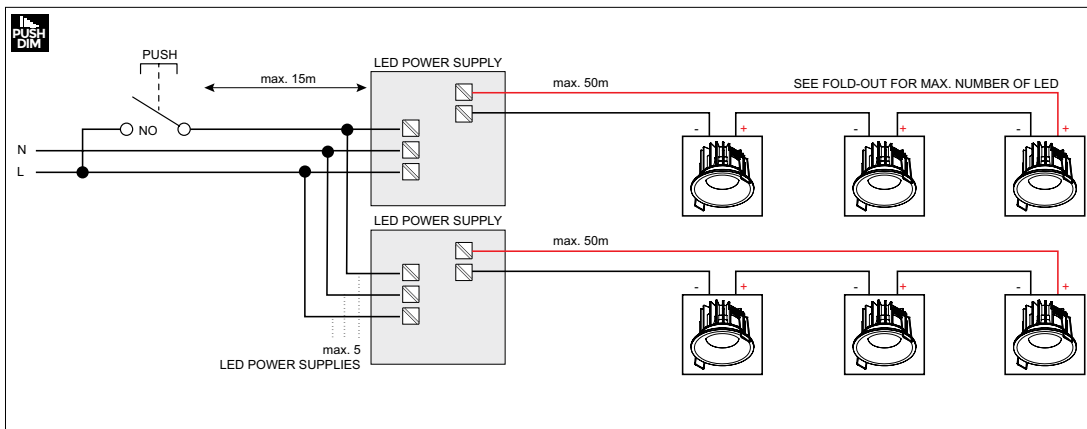 PUSH
DIM
PUSH
max. 15m
LED POWER SUPPLY
max. 50m
SEE FOLD-OUT FOR MAX. NUMBER OF LED
NO
- + - + - +
N
L
LED POWER SUPPLY
max. 50m
- + - + - +
max. 5
LED POWER SUPPLIES